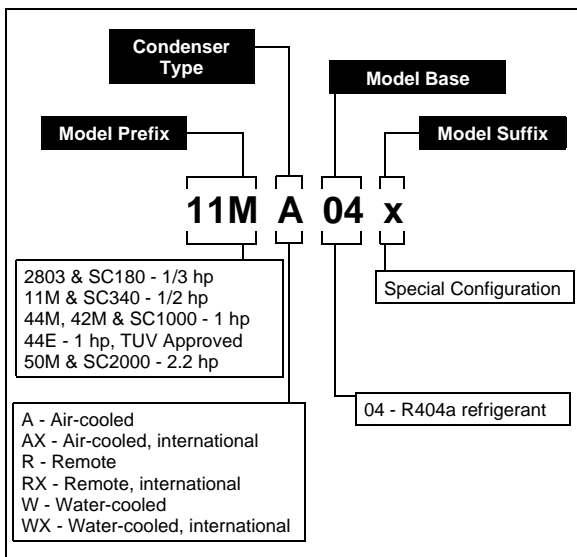 Condenser
Type
Model Base
Model Prefix
Model Suffix
11M A 04 x
2803 & SC180 - 1/3 hp
11M & SC340 - 1/2 hp
44M, 42M & SC1000 - 1 hp
44E - 1 hp, TUV Approved
50M & SC2000 - 2.2 hp
Special Configuration
04 - R404a refrigerant
A - Air-cooled
AX - Air-cooled, international
R - Remote
RX - Remote, international
W - Water-cooled
WX - Water-cooled, international